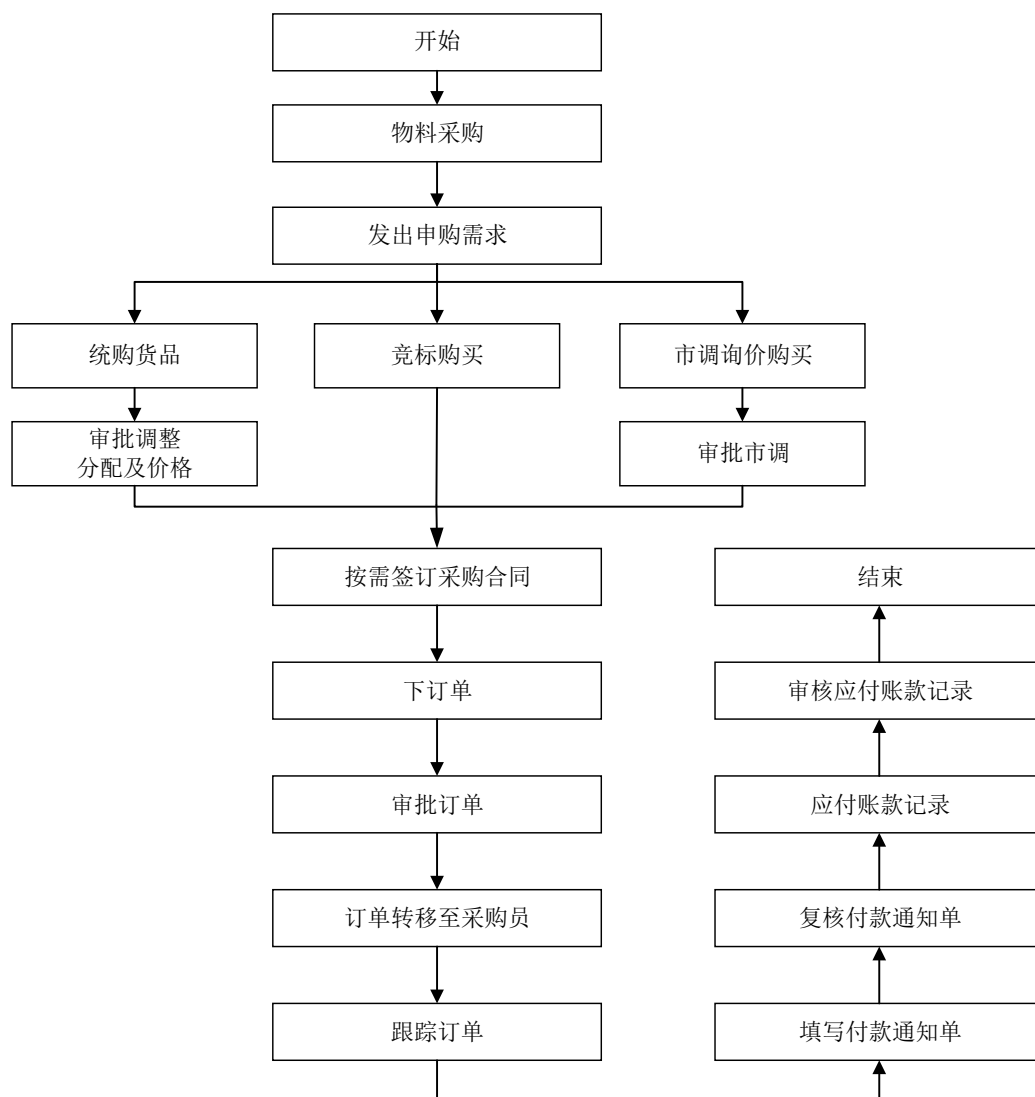 开始
物料采购
发出申购需求
统购货品
竞标购买
市调询价购买
审批调整
分配及价格
审批市调
按需签订采购合同
结束
下订单
审核应付账款记录
审批订单
应付账款记录
订单转移至采购员
复核付款通知单
跟踪订单
填写付款通知单